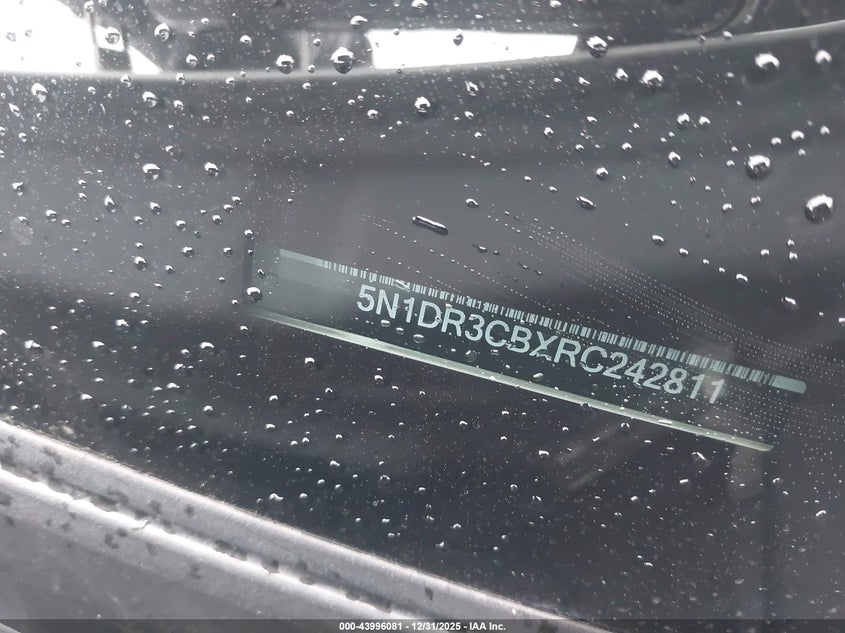 5N1DR3CBXRC242811
000-43996081 - 12/31/2025 - IAA Inc.